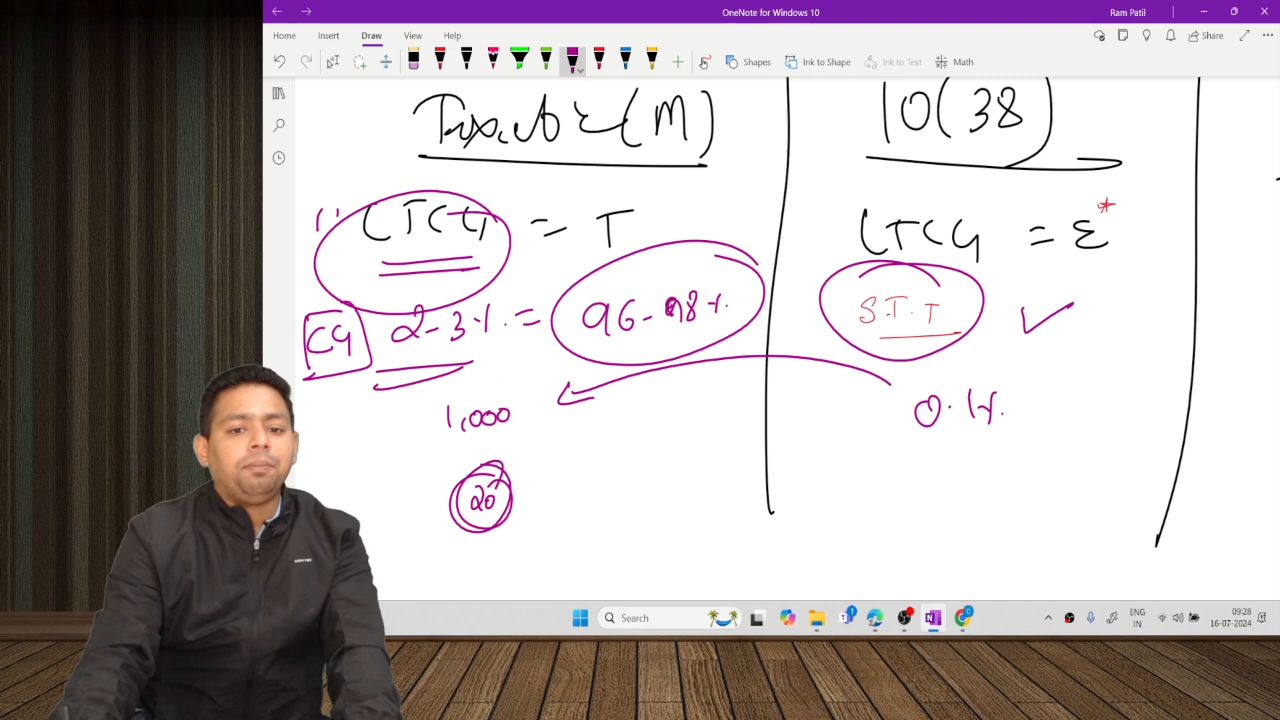 OneNote for Windows 10
Ram Patil
Home Insert Draw View Help
Share
Shapes
Ink to Shape
Ink to Text
Math
Taxable (M)
10(38)
1) LTCG = T
LTCG = E*
CG 2-3%. = 96-98%.
S.T.T
0.1%.
1,000
20
Search
ENG
IN
09:28
16-07-2024